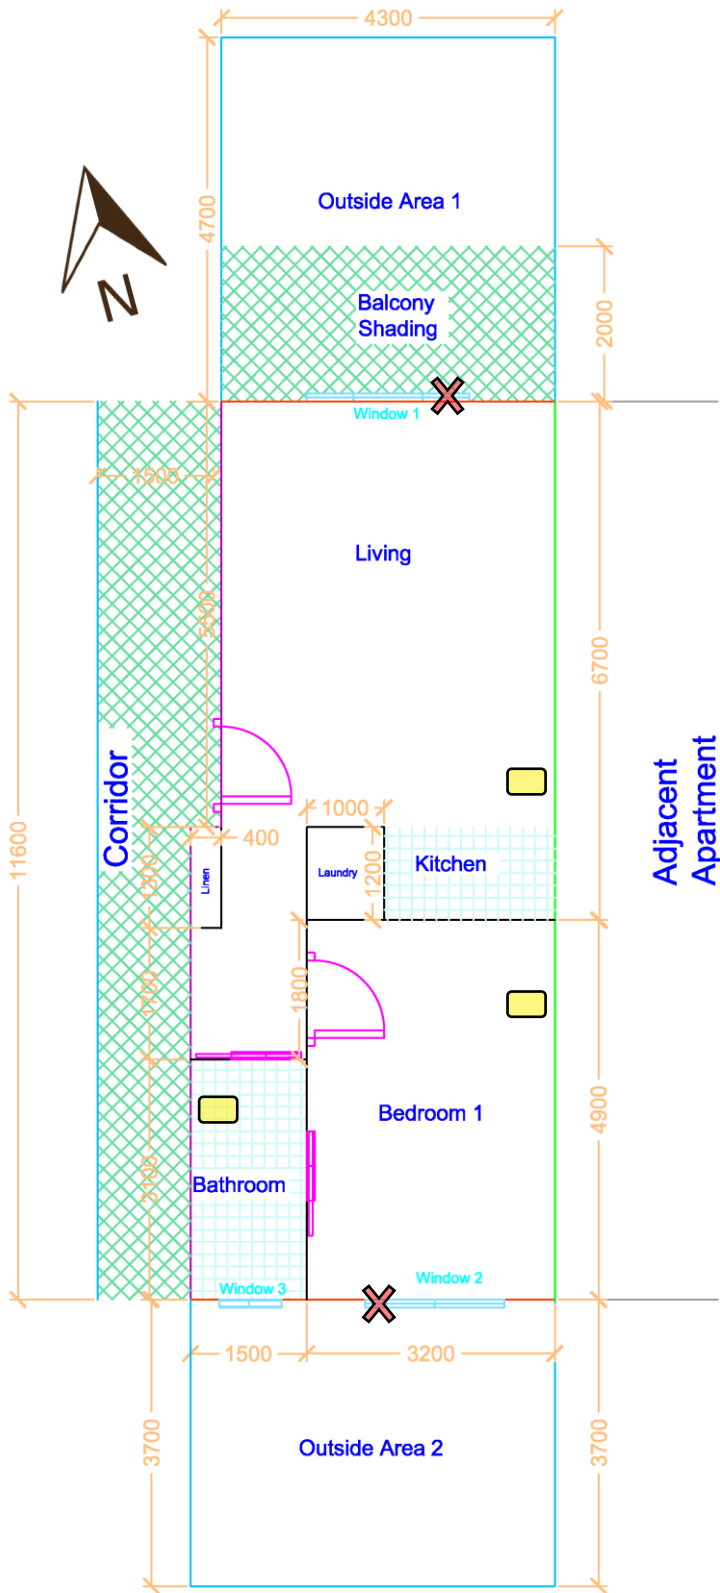 4300
4700
Outside Area 1
N
Balcony
Shading
2000
Window 1
1500
Living
5500
6700
11600
Corridor
Adjacent
Apartment
1000
400
1300
Linen
Laundry
1200
Kitchen
1700
1800
Bedroom 1
4900
3100
Bathroom
Window 3
Window 2
1500
3200
3700
Outside Area 2
3700